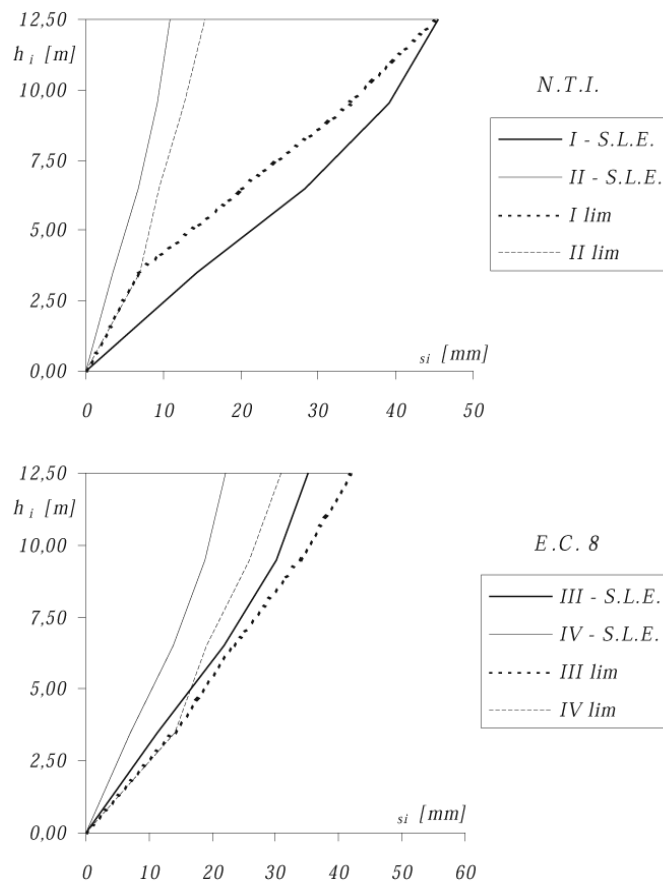 12,50
h i [m]
10,00
7,50
5,00
2,50
0,00
si [mm]
0 10 20 30 40 50
N.T.I.
I - S.L.E.
II - S.L.E.
I lim
II lim
12,50
h i [m]
10,00
7,50
5,00
2,50
0,00
si [mm]
0 10 20 30 40 50 60
E.C. 8
III - S.L.E.
IV - S.L.E.
III lim
IV lim